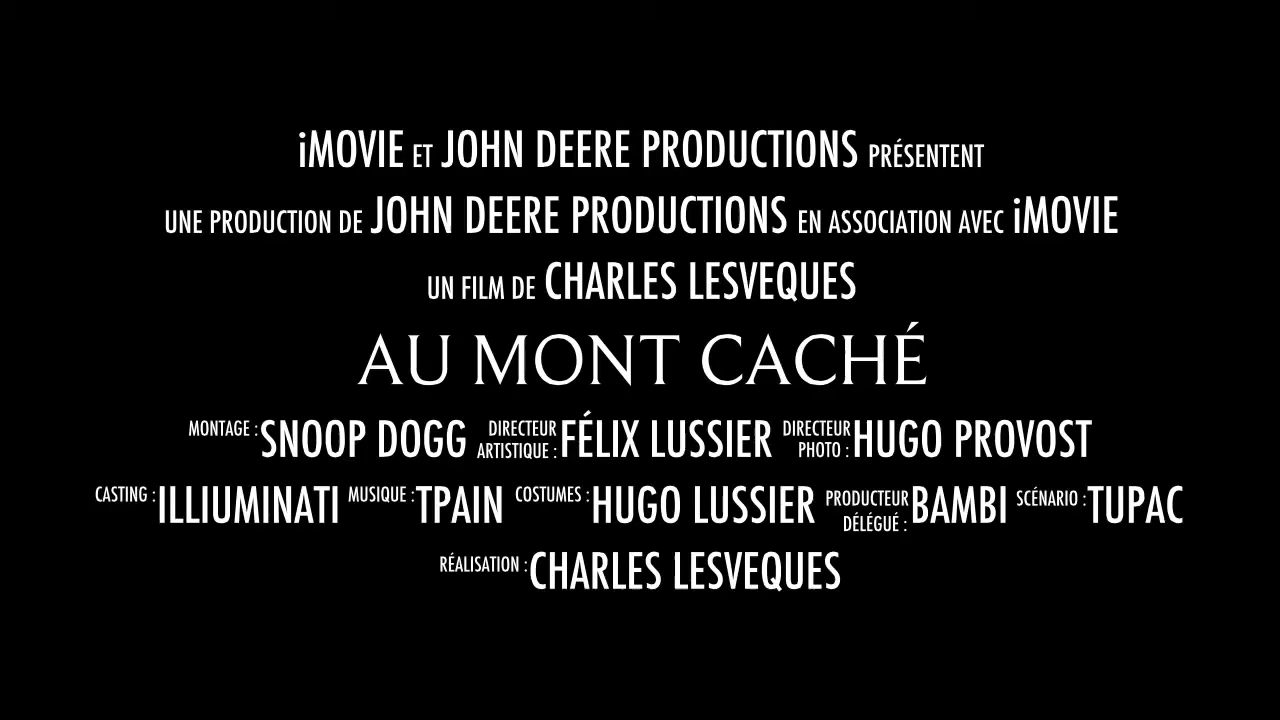 iMOVIE ET JOHN DEERE PRODUCTIONS PRÉSENTENT
UNE PRODUCTION DE JOHN DEERE PRODUCTIONS EN ASSOCIATION AVEC iMOVIE
UN FILM DE CHARLES LESVEQUES
AU MONT CACHÉ
MONTAGE : SNOOP DOGG DIRECTEUR ARTISTIQUE : FÉLIX LUSSIER DIRECTEUR PHOTO : HUGO PROVOST
CASTING : ILLIUMINATI MUSIQUE : TPAIN COSTUMES : HUGO LUSSIER PRODUCTEUR DÉLÉGUÉ : BAMBI SCÉNARIO : TUPAC
RÉALISATION : CHARLES LESVEQUES